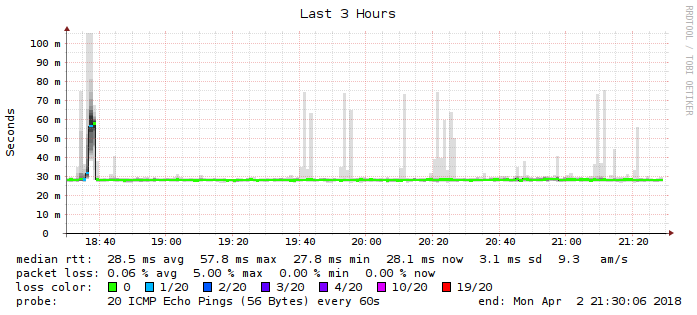 Last 3 Hours
RRDTOOL / TOBI OETIKER
Seconds
100 m
90 m
80 m
70 m
60 m
50 m
40 m
30 m
20 m
10 m
0
18:40 19:00 19:20 19:40 20:00 20:20 20:40 21:00 21:20
median rtt: 28.5 ms avg 57.8 ms max 27.8 ms min 28.1 ms now 3.1 ms sd 9.3 am/s
packet loss: 0.06 % avg 5.00 % max 0.00 % min 0.00 % now
loss color: 0 1/20 2/20 3/20 4/20 10/20 19/20
probe: 20 ICMP Echo Pings (56 Bytes) every 60s end: Mon Apr 2 21:30:06 2018